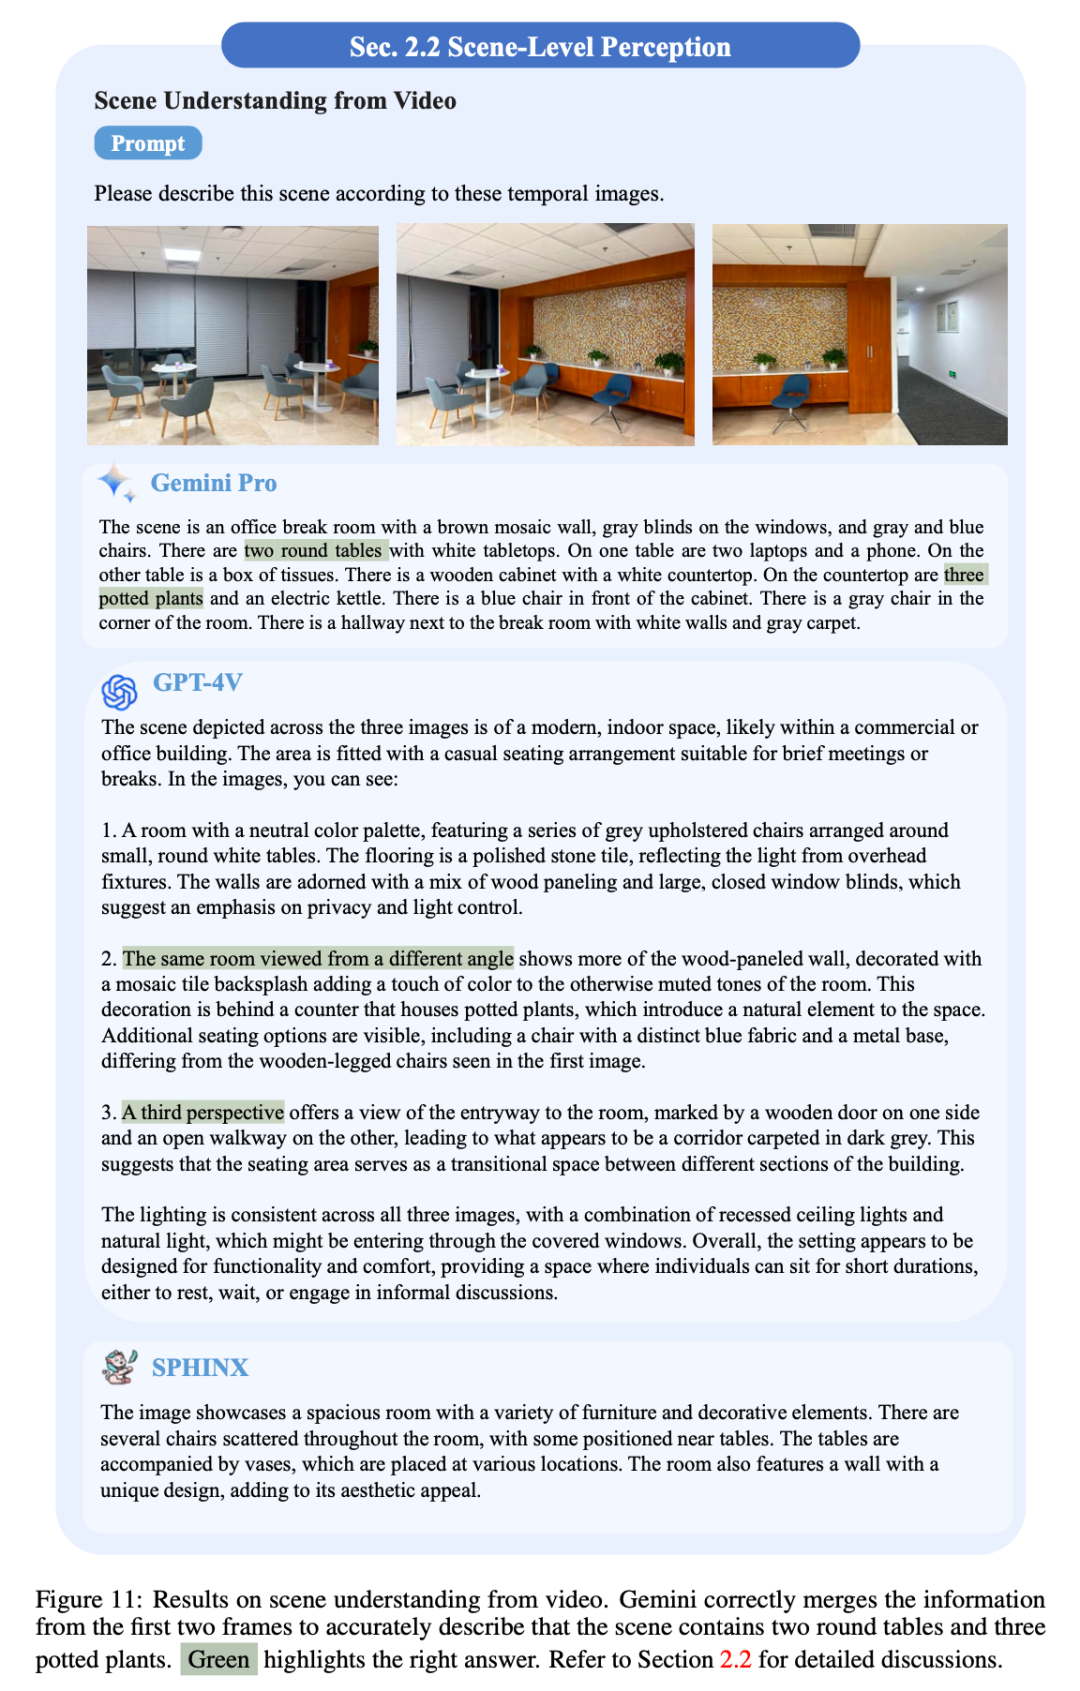 Sec. 2.2 Scene-Level Perception
Scene Understanding from Video
Prompt
Please describe this scene according to these temporal images.
Gemini Pro
The scene is an office break room with a brown mosaic wall, gray blinds on the windows, and gray and blue
chairs. There are two round tables with white tabletops. On one table are two laptops and a phone. On the
other table is a box of tissues. There is a wooden cabinet with a white countertop. On the countertop are three
potted plants and an electric kettle. There is a blue chair in front of the cabinet. There is a gray chair in the
corner of the room. There is a hallway next to the break room with white walls and gray carpet.
GPT-4V
The scene depicted across the three images is of a modern, indoor space, likely within a commercial or
office building. The area is fitted with a casual seating arrangement suitable for brief meetings or
breaks. In the images, you can see:
1. A room with a neutral color palette, featuring a series of grey upholstered chairs arranged around
small, round white tables. The flooring is a polished stone tile, reflecting the light from overhead
fixtures. The walls are adorned with a mix of wood paneling and large, closed window blinds, which
suggest an emphasis on privacy and light control.
2. The same room viewed from a different angle shows more of the wood-paneled wall, decorated with
a mosaic tile backsplash adding a touch of color to the otherwise muted tones of the room. This
decoration is behind a counter that houses potted plants, which introduce a natural element to the space.
Additional seating options are visible, including a chair with a distinct blue fabric and a metal base,
differing from the wooden-legged chairs seen in the first image.
3. A third perspective offers a view of the entryway to the room, marked by a wooden door on one side
and an open walkway on the other, leading to what appears to be a corridor carpeted in dark grey. This
suggests that the seating area serves as a transitional space between different sections of the building.
The lighting is consistent across all three images, with a combination of recessed ceiling lights and
natural light, which might be entering through the covered windows. Overall, the setting appears to be
designed for functionality and comfort, providing a space where individuals can sit for short durations,
either to rest, wait, or engage in informal discussions.
SPHINX
The image showcases a spacious room with a variety of furniture and decorative elements. There are
several chairs scattered throughout the room, with some positioned near tables. The tables are
accompanied by vases, which are placed at various locations. The room also features a wall with a
unique design, adding to its aesthetic appeal.
Figure 11: Results on scene understanding from video. Gemini correctly merges the information
from the first two frames to accurately describe that the scene contains two round tables and three
potted plants. Green highlights the right answer. Refer to Section 2.2 for detailed discussions.